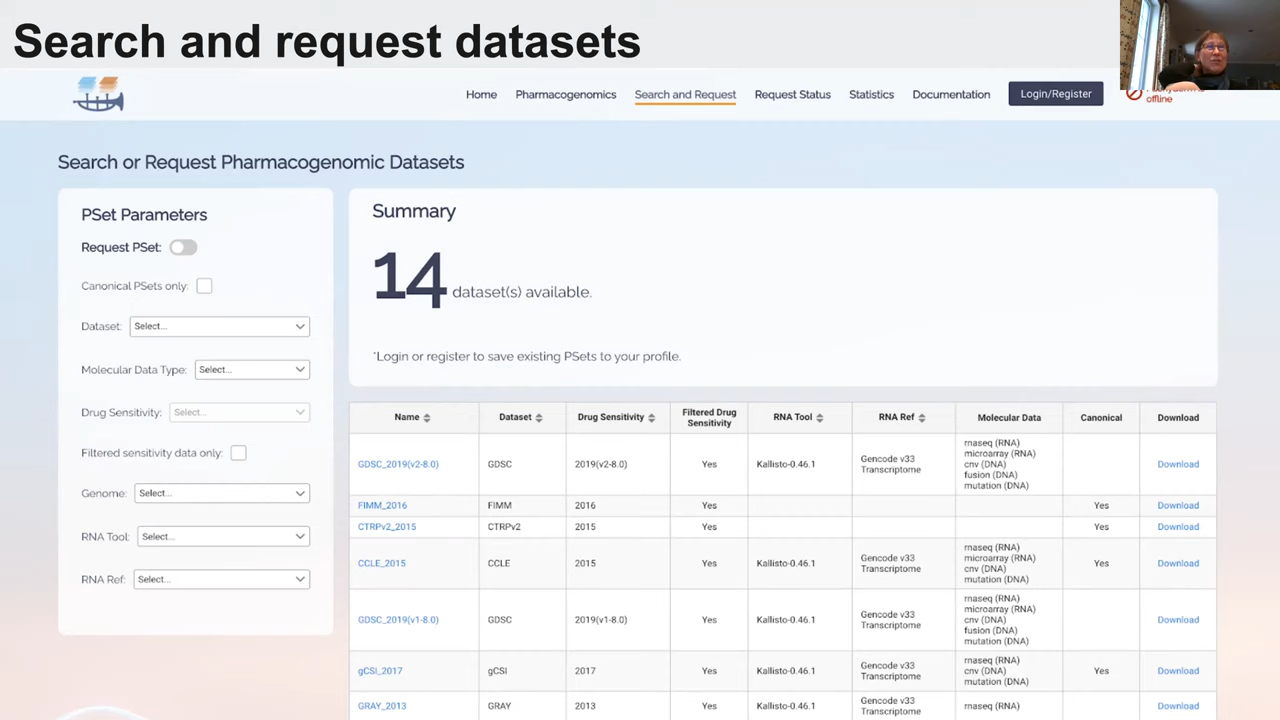 Search and request datasets
Home Pharmacogenomics Search and Request Request Status Statistics Documentation Login/Register
offline
Search or Request Pharmacogenomic Datasets
PSet Parameters
Request PSet:
Canonical PSets only:
Dataset: Select...
Molecular Data Type: Select...
Drug Sensitivity: Select...
Filtered sensitivity data only:
Genome: Select...
RNA Tool: Select...
RNA Ref: Select...
Summary
14 dataset(s) available.
*Login or register to save existing PSets to your profile.
Name Dataset Drug Sensitivity Filtered Drug Sensitivity RNA Tool RNA Ref Molecular Data Canonical Download
GDSC_2019(v2-8.0) GDSC 2019(v2-8.0) Yes Kallisto-0.46.1 Gencode v33 Transcriptome rnaseq (RNA) microarray (RNA) cnv (DNA) fusion (DNA) mutation (DNA) Download
FIMM_2016 FIMM 2016 Yes Yes Download
CTRPv2_2015 CTRPv2 2015 Yes Yes Download
CCLE_2015 CCLE 2015 Yes Kallisto-0.46.1 Gencode v33 Transcriptome rnaseq (RNA) microarray (RNA) cnv (DNA) mutation (DNA) Yes Download
GDSC_2019(v1-8.0) GDSC 2019(v1-8.0) Yes Kallisto-0.46.1 Gencode v33 Transcriptome rnaseq (RNA) microarray (RNA) cnv (DNA) fusion (DNA) mutation (DNA) Download
gCSI_2017 gCSI 2017 Yes Kallisto-0.46.1 Gencode v33 Transcriptome rnaseq (RNA) cnv (DNA) mutation (DNA) Yes Download
GRAY_2013 GRAY 2013 Yes Kallisto-0.46.1 Gencode v33 Transcriptome rnaseq (RNA) Download